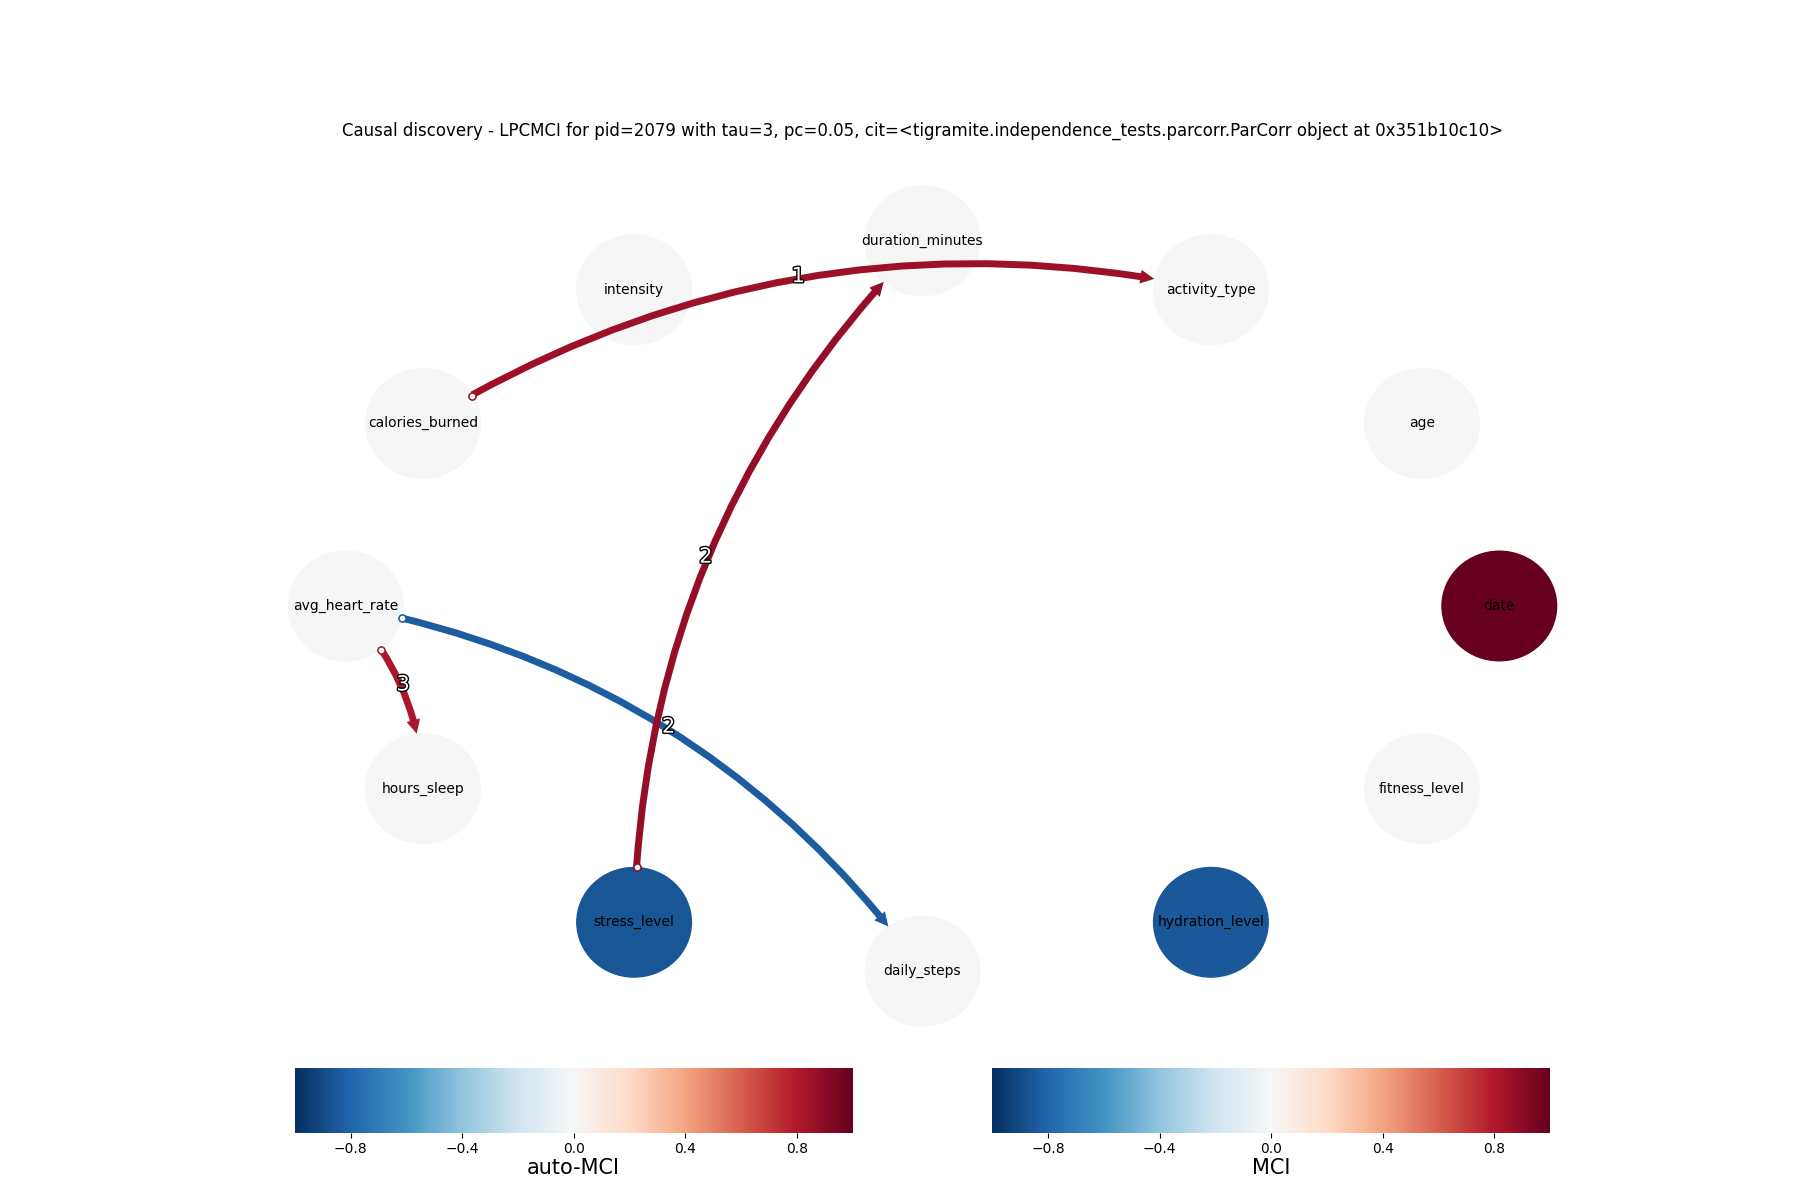 Causal discovery - LPCMCI for pid=2079 with tau=3, pc=0.05, cit=<tigramite.independence_tests.parcorr.ParCorr object at 0x351b10c10>
duration_minutes
intensity
activity_type
1
calories_burned
age
2
avg_heart_rate
date
3
2
hours_sleep
fitness_level
stress_level
hydration_level
daily_steps
−0.8 −0.4 0.0 0.4 0.8
auto-MCI
−0.8 −0.4 0.0 0.4 0.8
MCI